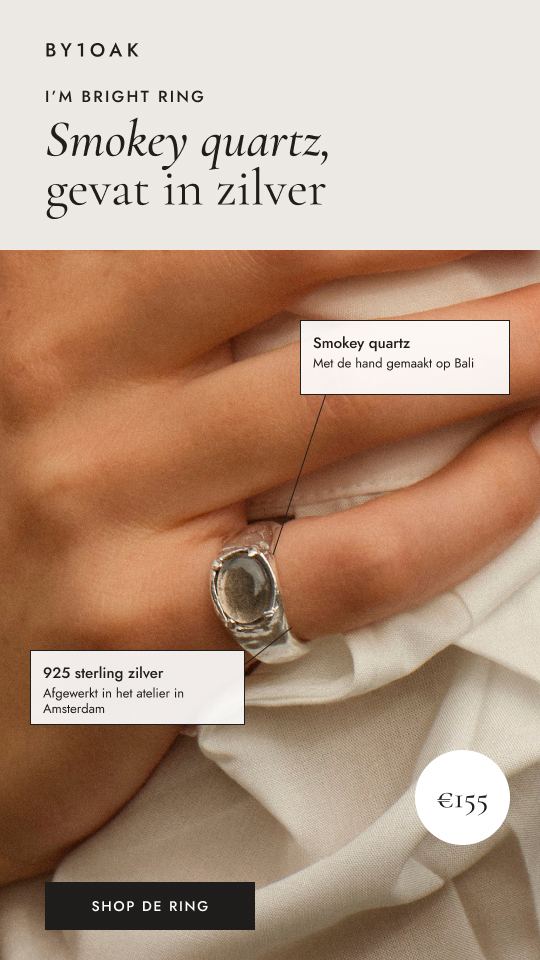 BY1OAK
I'M BRIGHT RING
Smokey quartz,
gevat in zilver
Smokey quartz
Met de hand gemaakt op Bali
925 sterling zilver
Afgewerkt in het atelier in
Amsterdam
€155
SHOP DE RING